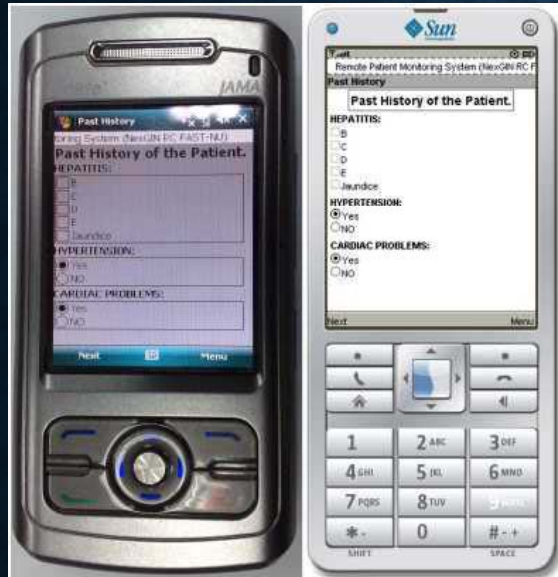 JAMA
Past History
oring System (NexGIN RC FAST-NU)
Past History of the Patient.
HEPATITIS:
B
C
D
E
Jaundice
HYPERTENSION:
Yes
NO
CARDIAC PROBLEMS:
Yes
NO
Next
Menu
Sun
Remote Patient Monitoring System (NexGIN RC F
Past History
Past History of the Patient.
HEPATITIS:
B
C
D
E
Jaundice
HYPERTENSION:
Yes
NO
CARDIAC PROBLEMS:
Yes
NO
Next Menu
1 2 ABC 3 DEF
4 GHI 5 JKL 6 MNO
7 PQRS 8 TUV 9
* - 0 # - +
SHIFT SPACE